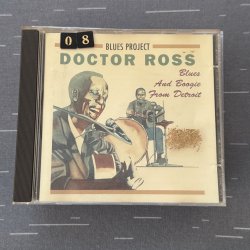 08
BLUES PROJECT
DOCTOR ROSS
Blues
And Boogie
From Detroit